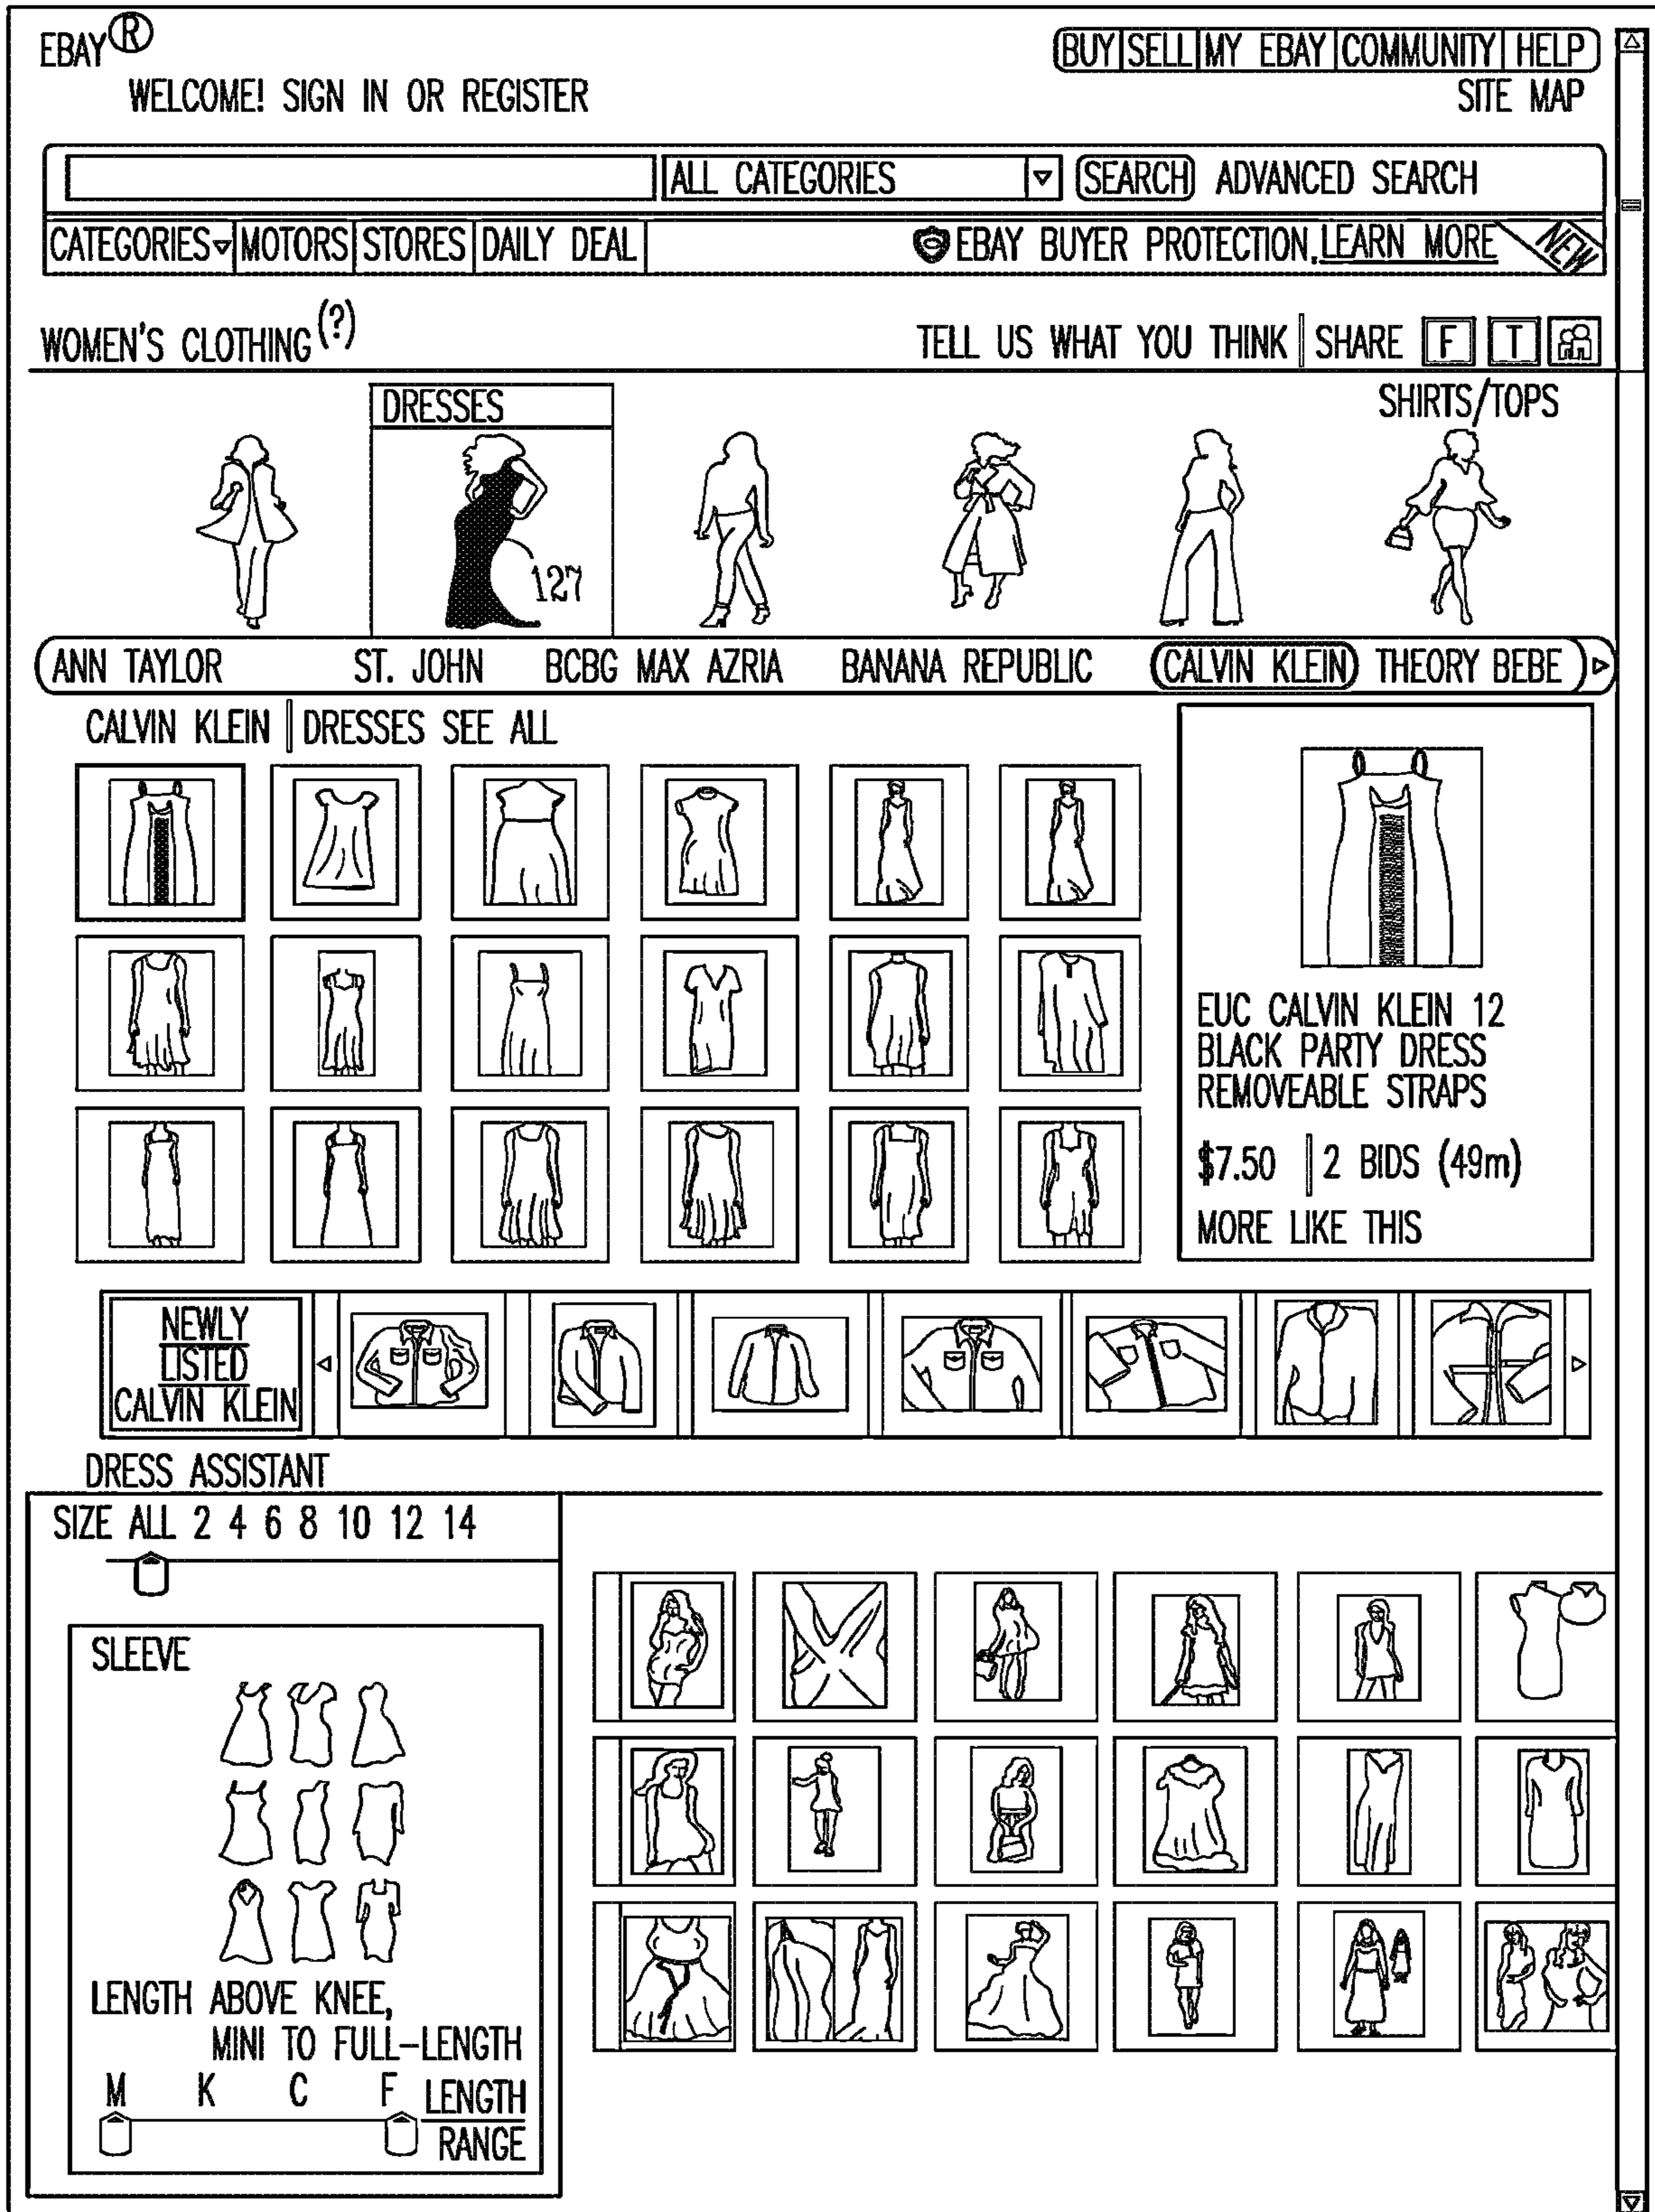 EBAY®
BUY SELL MY EBAY COMMUNITY HELP
WELCOME! SIGN IN OR REGISTER
SITE MAP
ALL CATEGORIES SEARCH ADVANCED SEARCH
CATEGORIES MOTORS STORES DAILY DEAL
EBAY BUYER PROTECTION. LEARN MORE NEW
WOMEN'S CLOTHING (?)
TELL US WHAT YOU THINK SHARE F T
DRESSES
SHIRTS/TOPS
127
ANN TAYLOR ST. JOHN BCBG MAX AZRIA BANANA REPUBLIC CALVIN KLEIN THEORY BEBE
CALVIN KLEIN DRESSES SEE ALL
EUC CALVIN KLEIN 12
BLACK PARTY DRESS
REMOVEABLE STRAPS
$7.50 2 BIDS (49m)
MORE LIKE THIS
NEWLY
LISTED
CALVIN KLEIN
DRESS ASSISTANT
SIZE ALL 2 4 6 8 10 12 14
SLEEVE
LENGTH ABOVE KNEE,
MINI TO FULL-LENGTH
M K C F LENGTH
RANGE